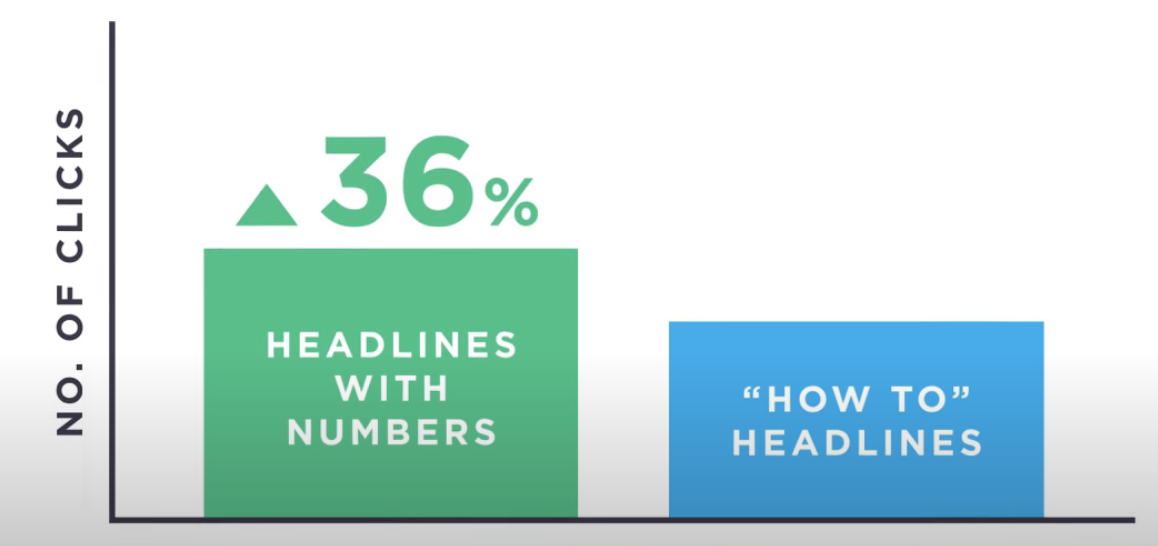 NO. OF CLICKS
▲ 36%
HEADLINES
WITH
NUMBERS
“HOW TO”
HEADLINES